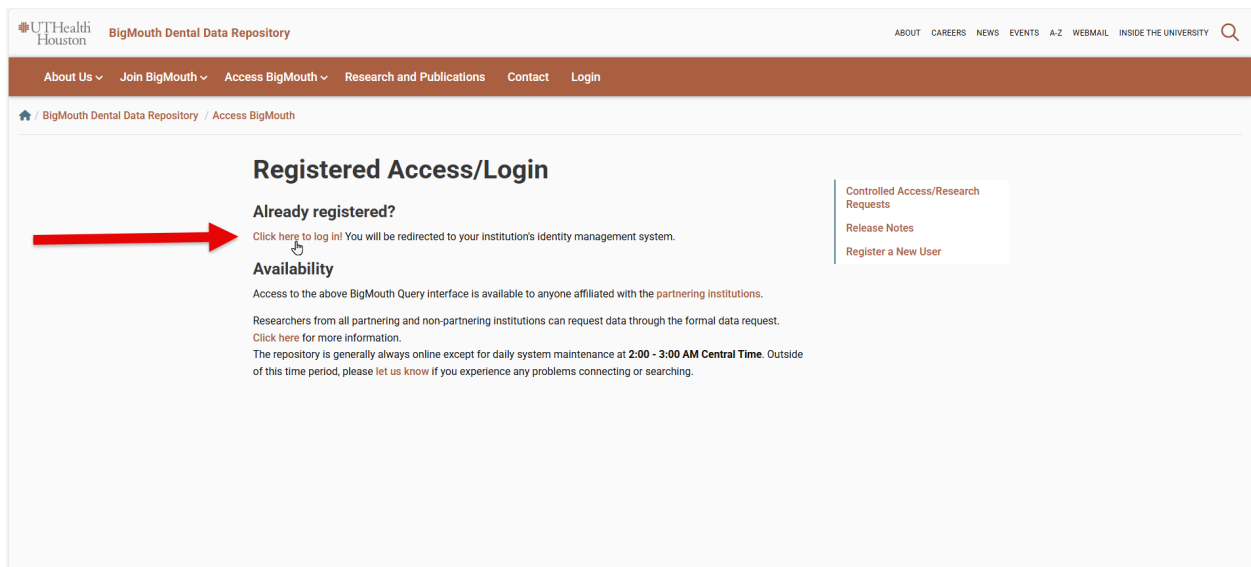 UTHealth
Houston
BigMouth Dental Data Repository
ABOUT CAREERS NEWS EVENTS A-Z WEBMAIL INSIDE THE UNIVERSITY
About Us Join BigMouth Access BigMouth Research and Publications Contact Login
/ BigMouth Dental Data Repository / Access BigMouth
Registered Access/Login
Already registered?
Click here to log in! You will be redirected to your institution's identity management system.
Availability
Access to the above BigMouth Query interface is available to anyone affiliated with the partnering institutions.
Researchers from all partnering and non-partnering institutions can request data through the formal data request.
Click here for more information.
The repository is generally always online except for daily system maintenance at 2:00 - 3:00 AM Central Time. Outside
of this time period, please let us know if you experience any problems connecting or searching.
Controlled Access/Research
Requests
Release Notes
Register a New User